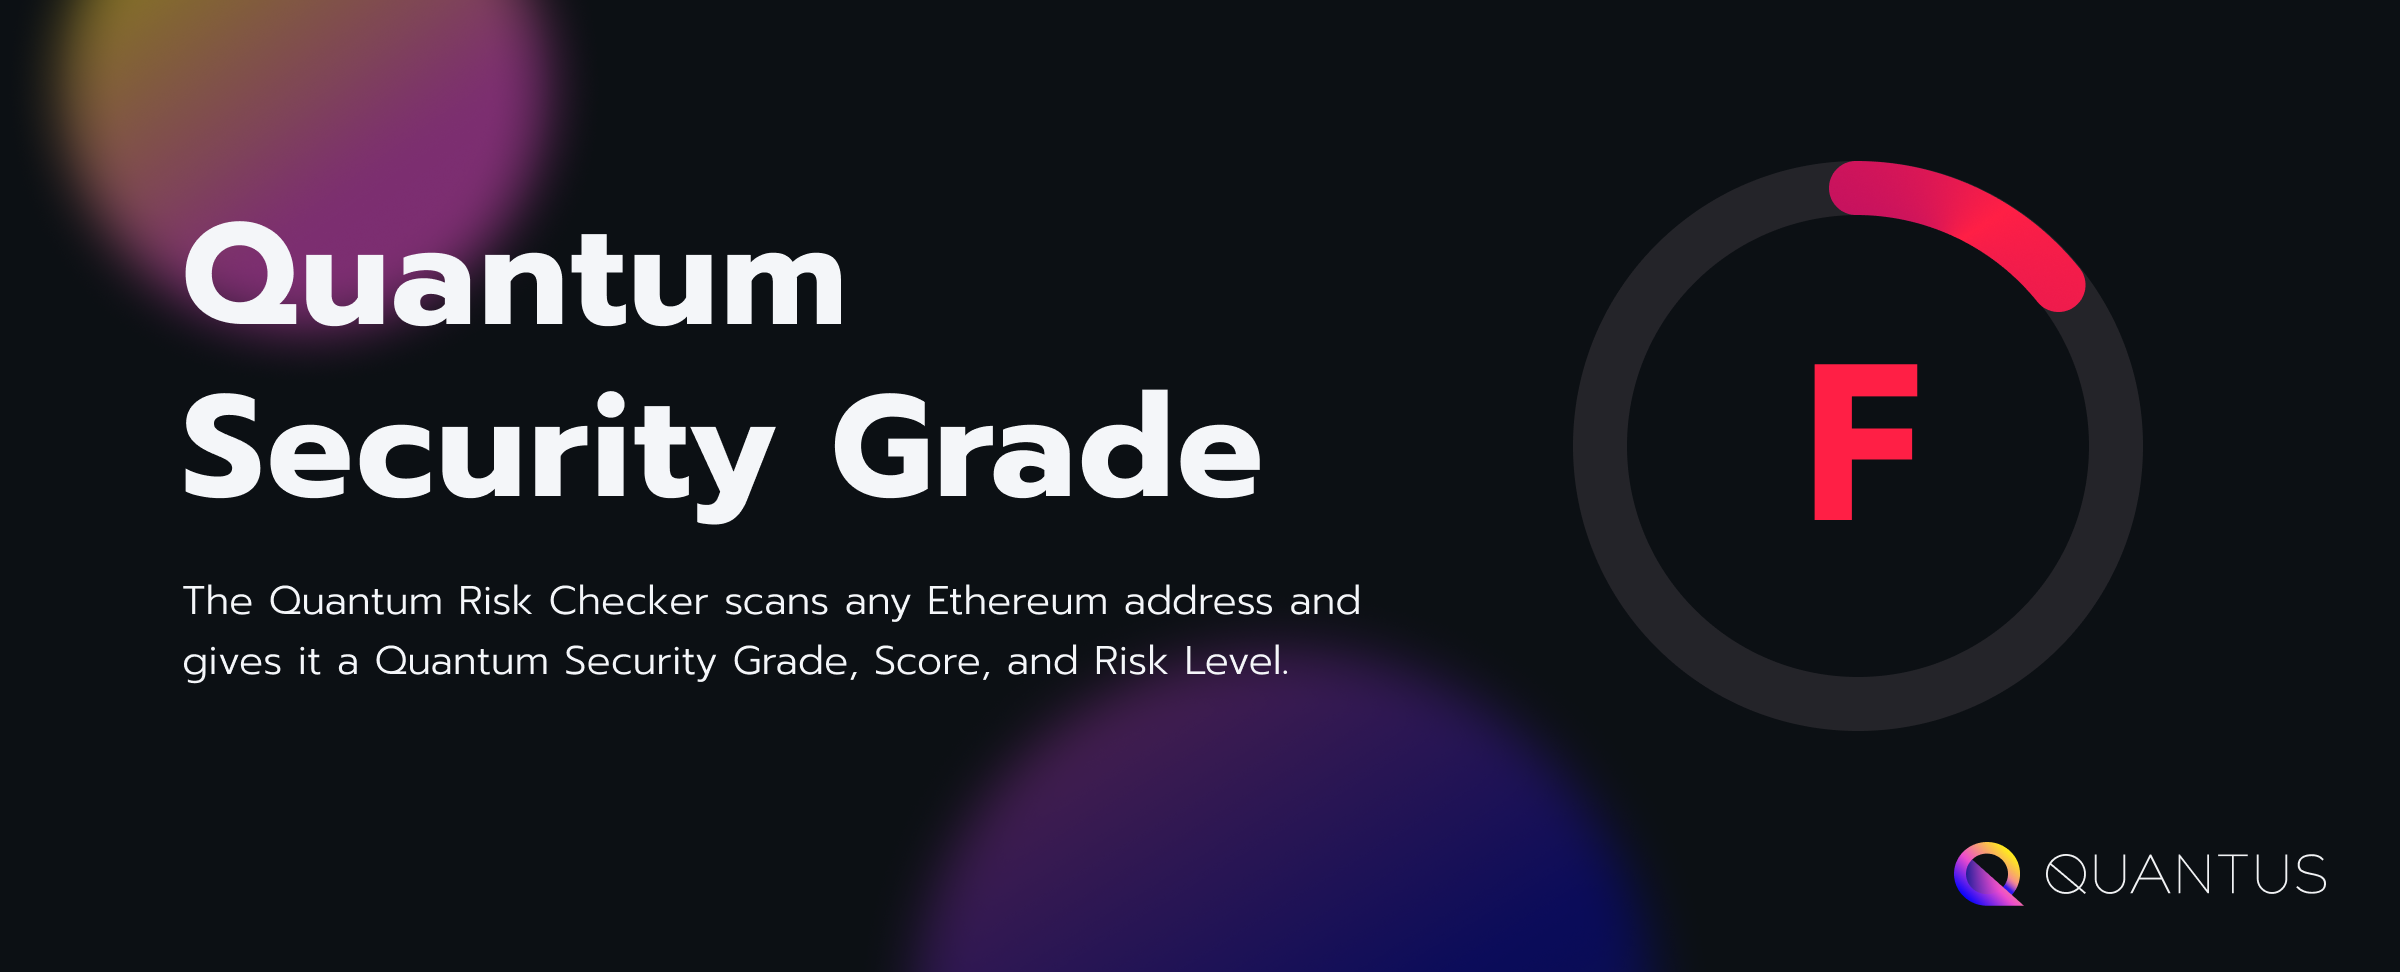 Quantum
Security Grade
The Quantum Risk Checker scans any Ethereum address and
gives it a Quantum Security Grade, Score, and Risk Level.
F
QUANTUS